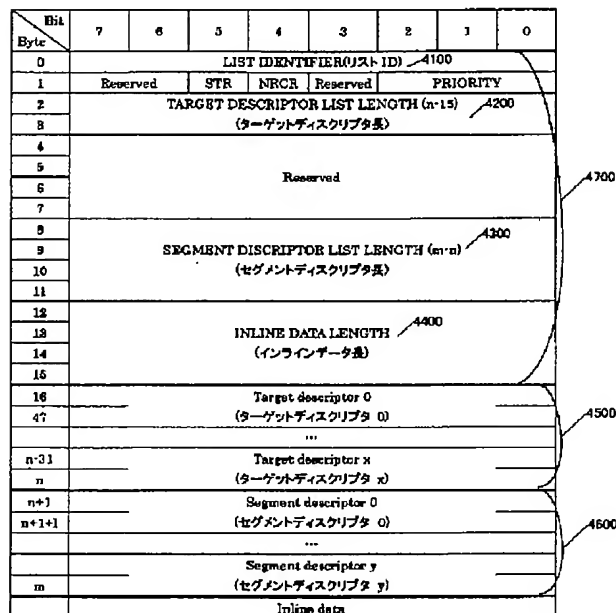 Bit
Byte
7 6 5 4 3 2 1 0
0 LIST IDENTIFIER(リスト ID) 4100
1 Reserved STR NRCR Reserved PRIORITY
2 TARGET DESCRIPTOR LIST LENGTH (n-15) 4200
3 (ターゲットディスクリプタ長)
4
5
Reserved
6
7
4700
8
9 SEGMENT DISCRIPTOR LIST LENGTH (m-n) 4300
10 (セグメントディスクリプタ長)
11
12
13 INLINE DATA LENGTH 4400
14 (インラインデータ長)
15
16 Target descriptor 0
47 (ターゲットディスクリプタ 0)
4500
...
n-31 Target descriptor x
n (ターゲットディスクリプタ x)
n+1 Segment descriptor 0
n+1+1 (セグメントディスクリプタ 0)
4600
...
Segment descriptor y
m (セグメントディスクリプタ y)
Inline data